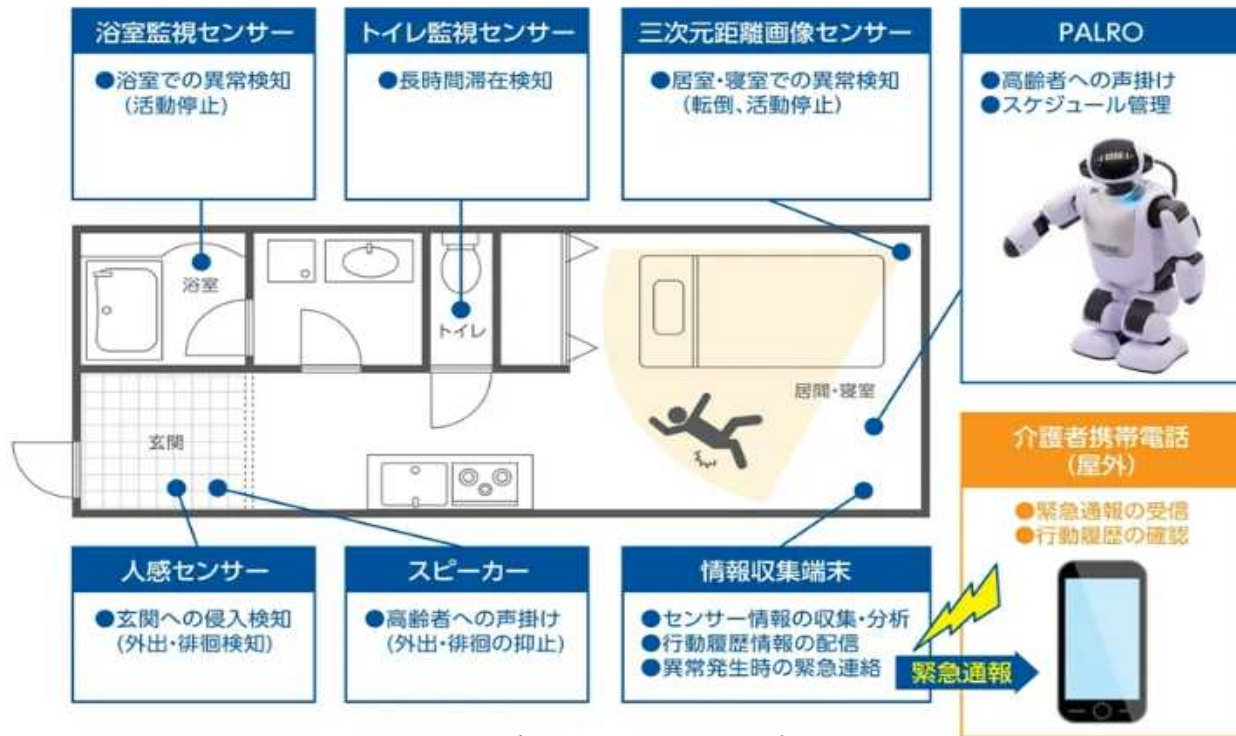 浴室監視センサー
●浴室での異常検知
(活動停止)
トイレ監視センサー
●長時間滞在検知
三次元距離画像センサー
●居室・寝室での異常検知
(転倒、活動停止)
PALRO
●高齢者への声掛け
●スケジュール管理
浴室
トイレ
居間・寝室
玄関
介護者携帯電話
(屋外)
●緊急通報の受信
●行動履歴の確認
人感センサー
●玄関への侵入検知
(外出・徘徊検知)
スピーカー
●高齢者への声掛け
(外出・徘徊の抑止)
情報収集端末
●センサー情報の収集・分析
●行動履歴情報の配信
●異常発生時の緊急連絡
緊急通報